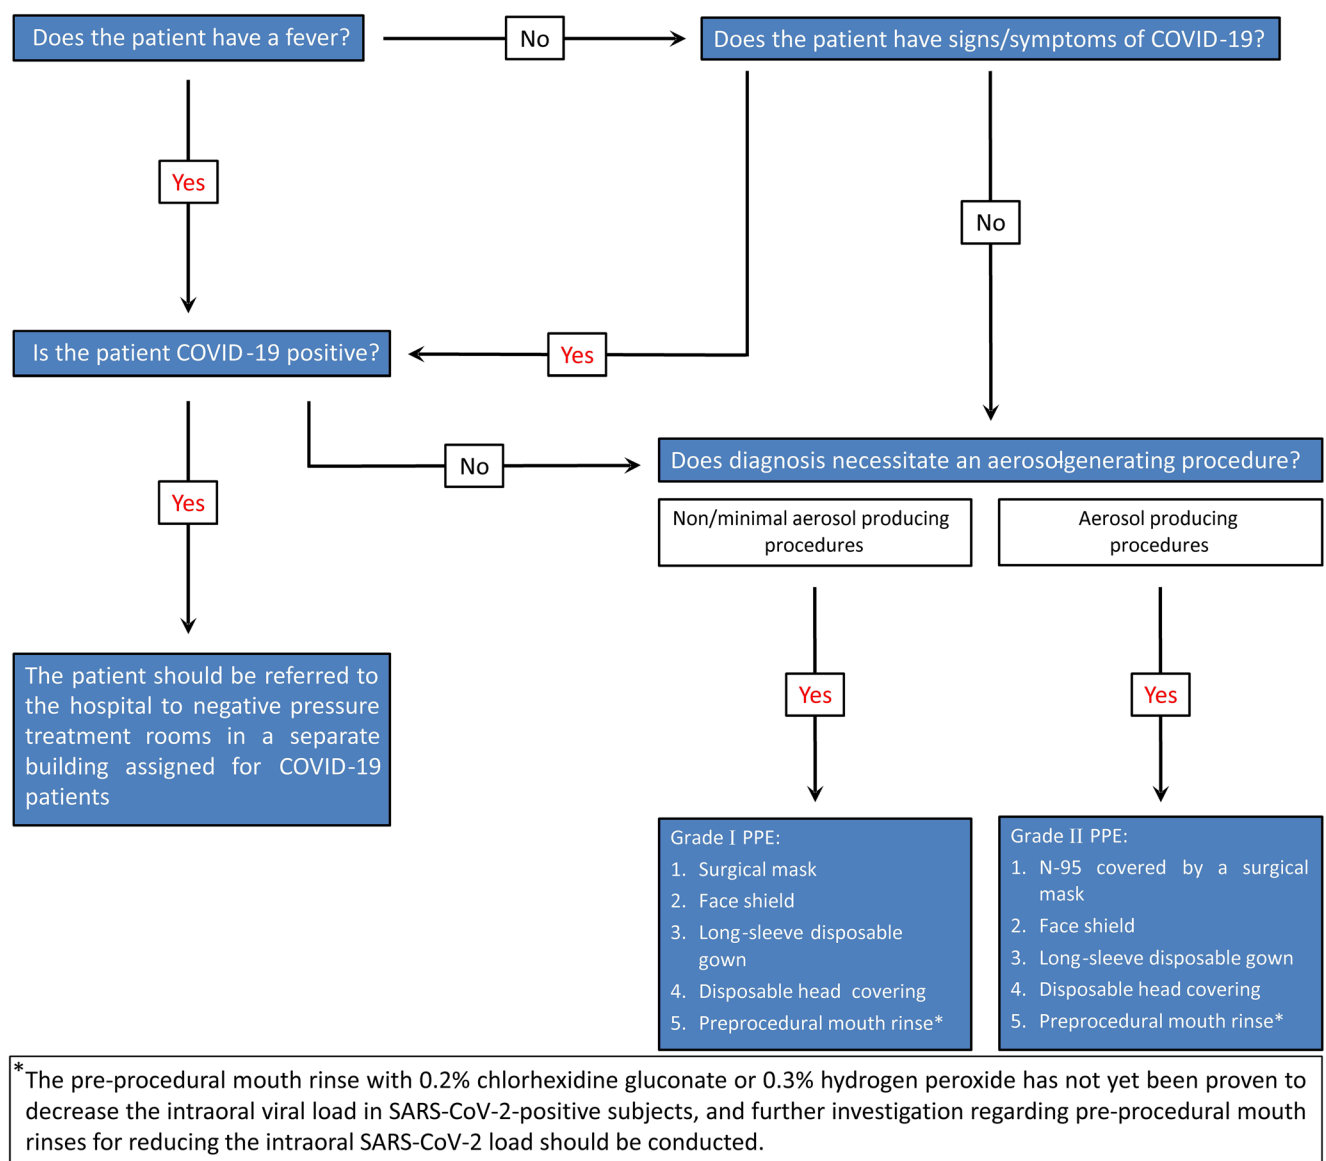 Does the patient have a fever?
No
Does the patient have signs/symptoms of COVID-19?
Yes
No
Is the patient COVID-19 positive?
Yes
No
Does diagnosis necessitate an aerosol-generating procedure?
Yes
Non/minimal aerosol producing
procedures
Aerosol producing
procedures
The patient should be referred to
the hospital to negative pressure
treatment rooms in a separate
building assigned for COVID-19
patients
Yes
Yes
Grade I PPE:
1. Surgical mask
2. Face shield
3. Long-sleeve disposable
gown
4. Disposable head covering
5. Preprocedural mouth rinse*
Grade II PPE:
1. N-95 covered by a surgical
mask
2. Face shield
3. Long-sleeve disposable gown
4. Disposable head covering
5. Preprocedural mouth rinse*
*The pre-procedural mouth rinse with 0.2% chlorhexidine gluconate or 0.3% hydrogen peroxide has not yet been proven to
decrease the intraoral viral load in SARS-CoV-2-positive subjects, and further investigation regarding pre-procedural mouth
rinses for reducing the intraoral SARS-CoV-2 load should be conducted.